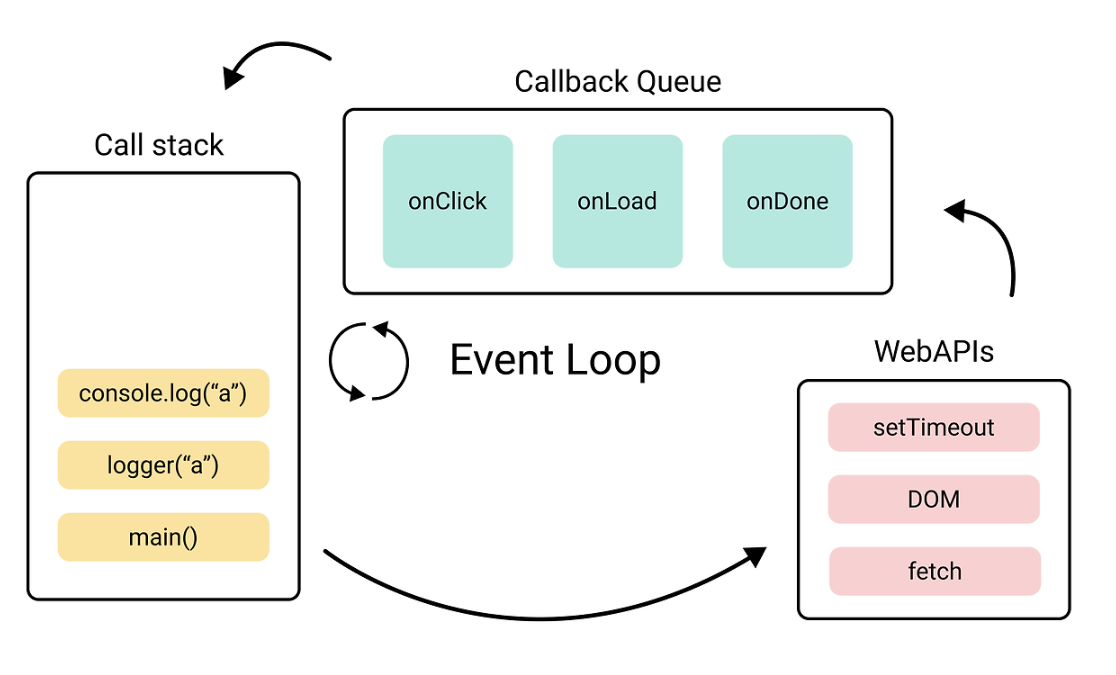 Callback Queue
onClick
onLoad
onDone
Call stack
console.log(“a”)
logger(“a”)
main()
Event Loop
WebAPIs
setTimeout
DOM
fetch